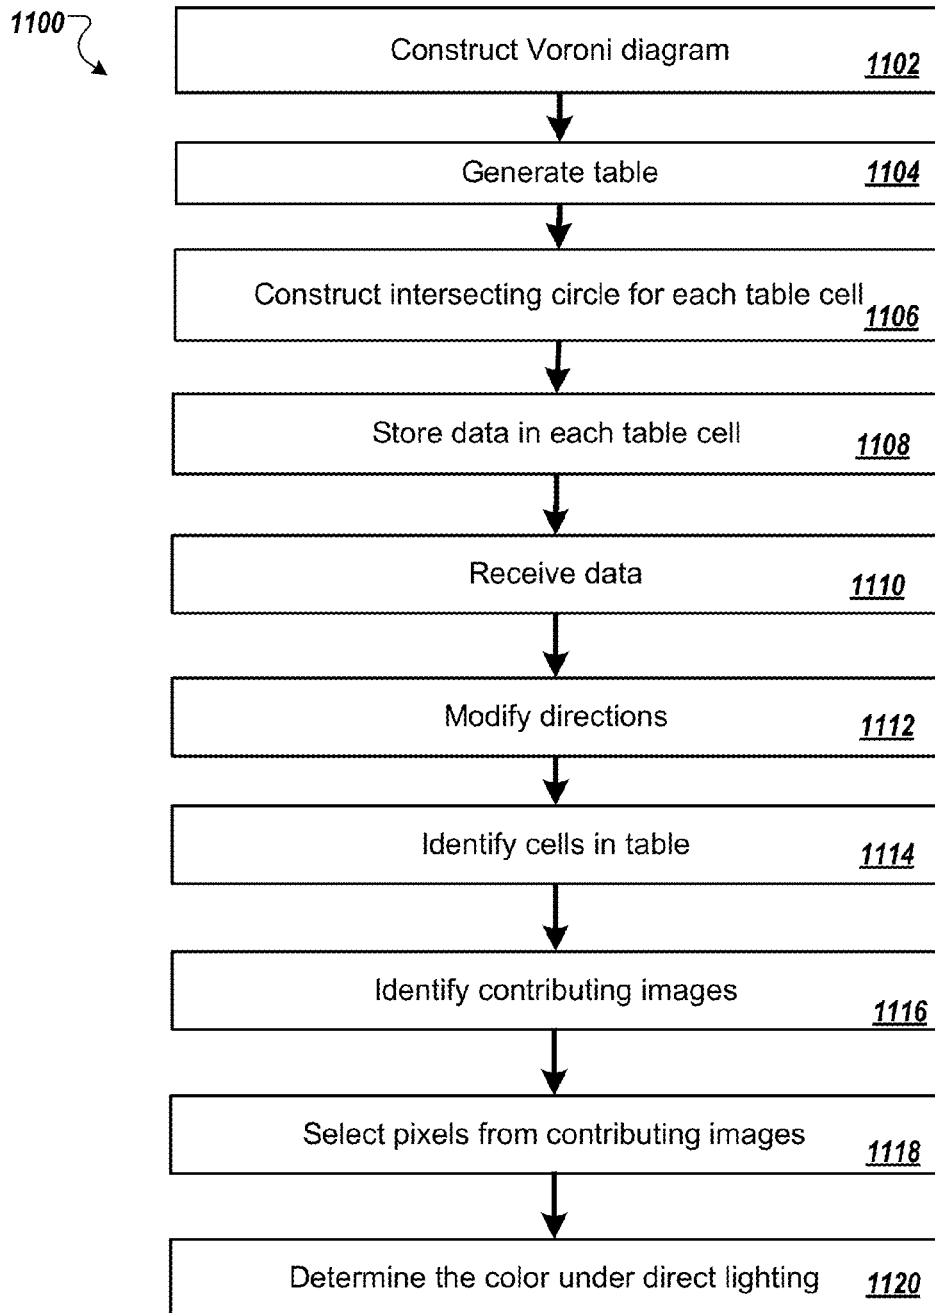 1100
Construct Voroni diagram
1102
Generate table
1104
Construct intersecting circle for each table cell
1106
Store data in each table cell
1108
Receive data
1110
Modify directions
1112
Identify cells in table
1114
Identify contributing images
1116
Select pixels from contributing images
1118
Determine the color under direct lighting
1120